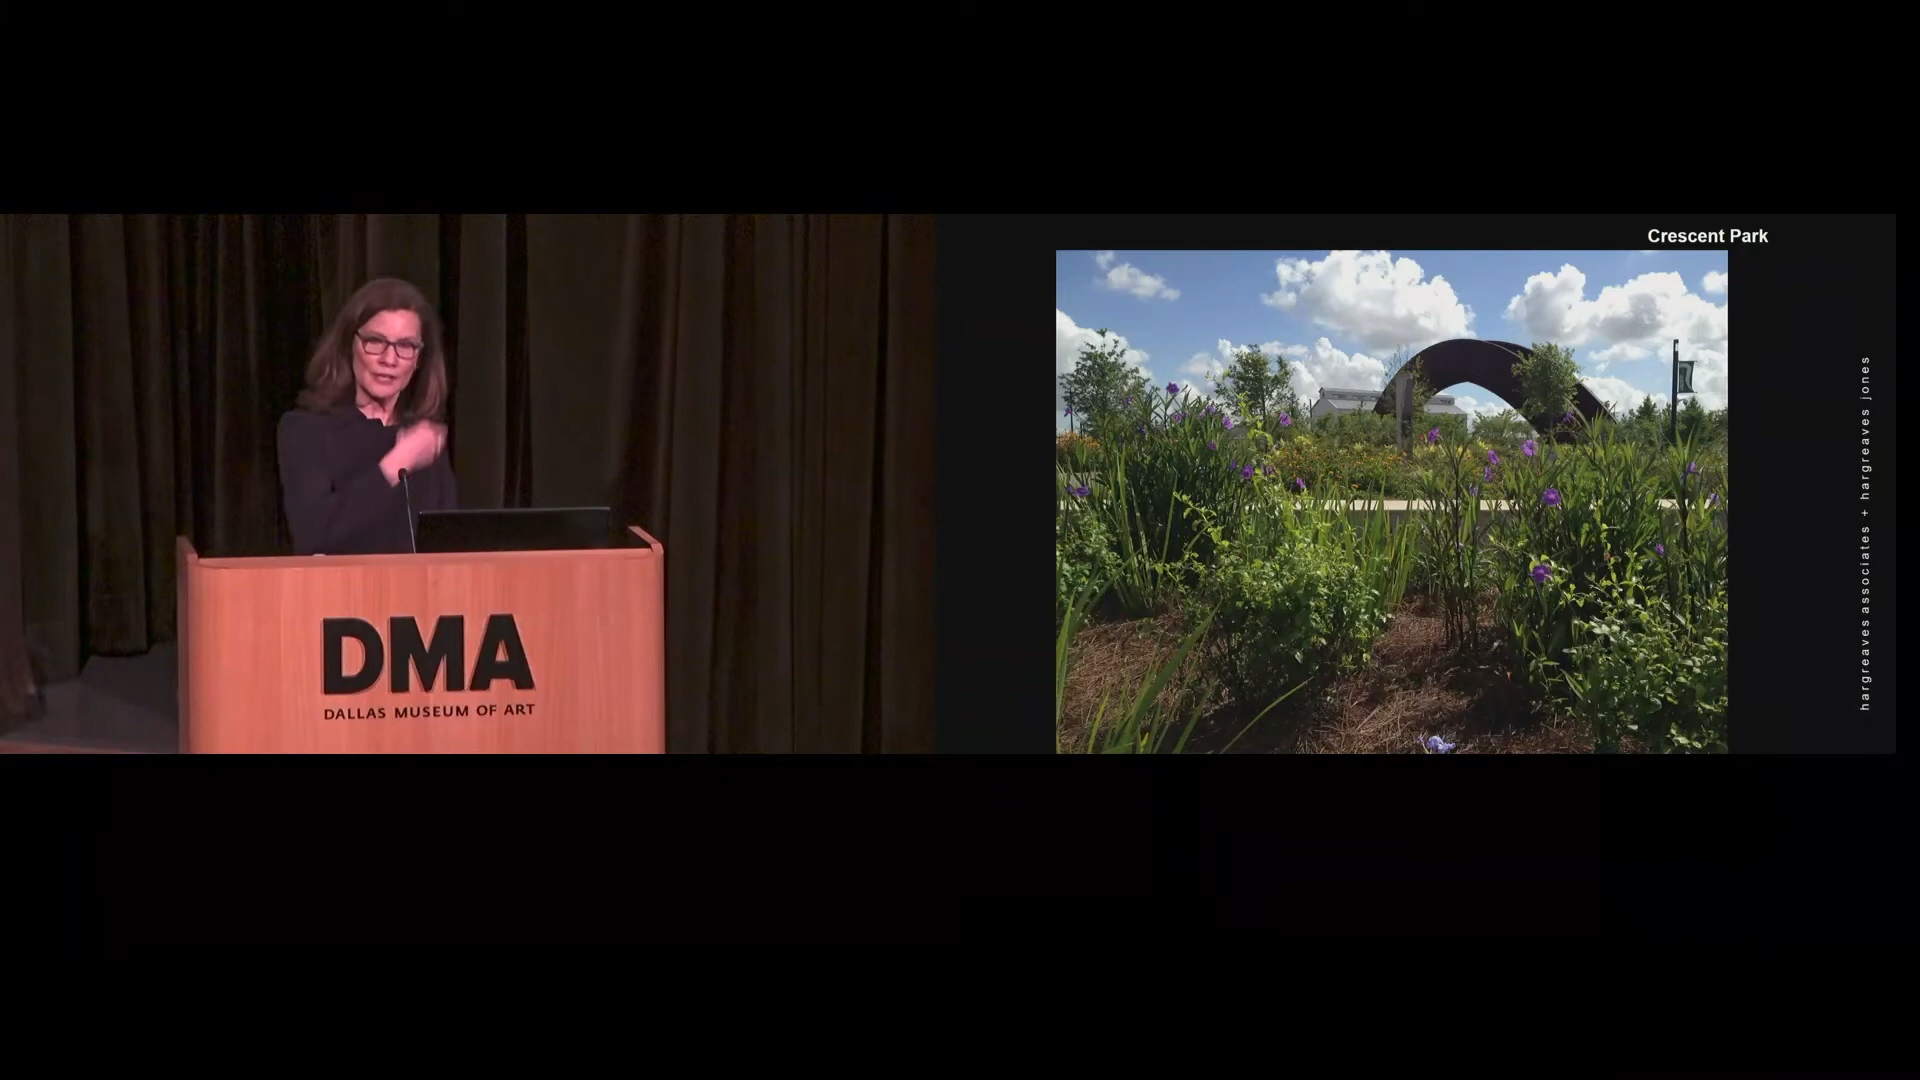 DMA
DALLAS MUSEUM OF ART
Crescent Park
hargreaves associates + hargreaves jones